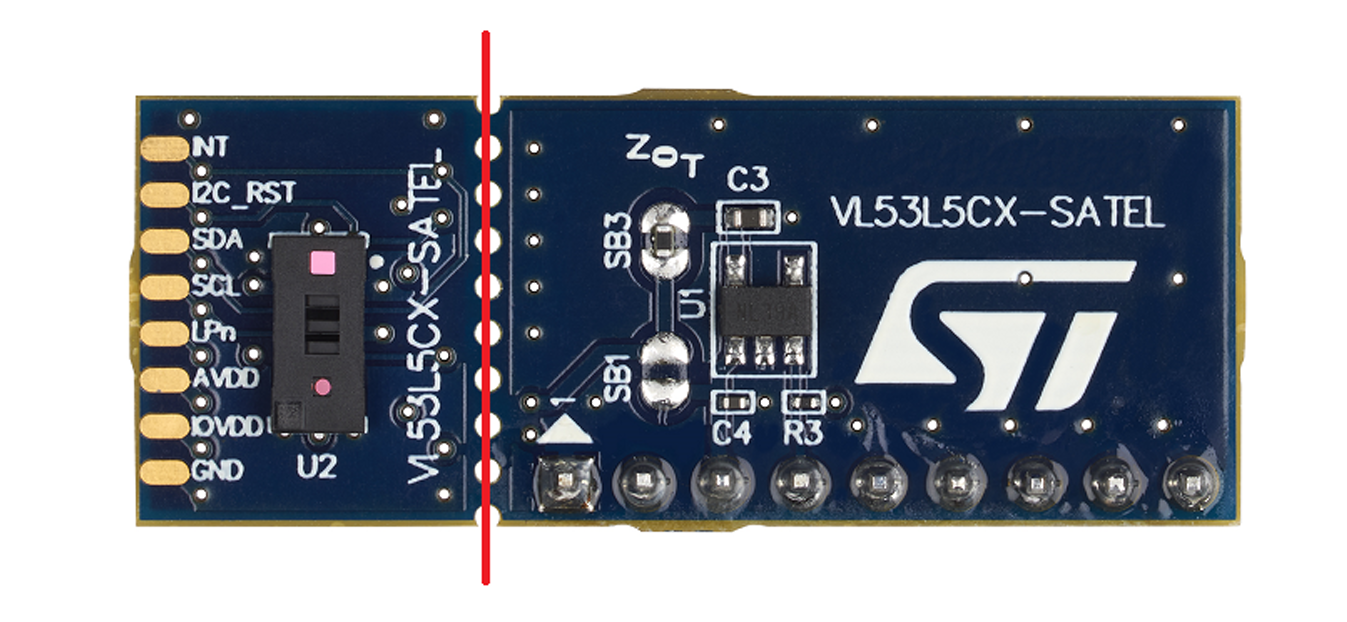 INT
I2C_RST
SDA
SCL
LPn
AVDD
IOVDD
GND
U2
VL53L5CX-SATEL
ZOT
C3
SB3
U1
SB1
1
C4
R3
VL53L5CX-SATEL
ST